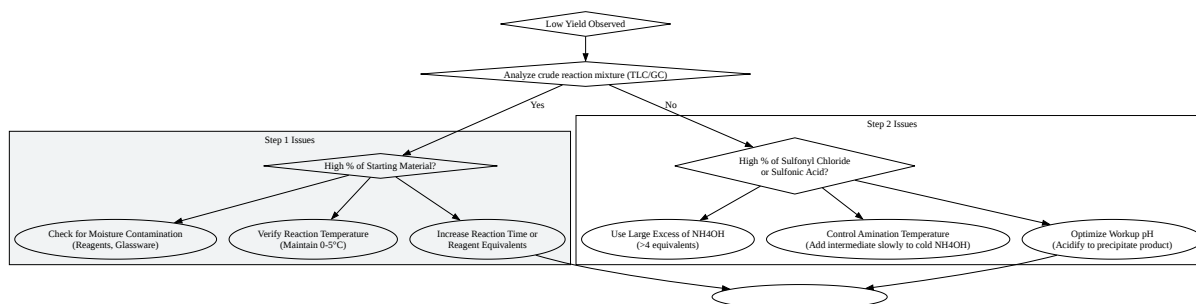 Low Yield Observed
Analyze crude reaction mixture (TLC/GC)
Yes
No
Step 1 Issues
Step 2 Issues
High % of Starting Material?
High % of Sulfonyl Chloride
or Sulfonic Acid?
Check for Moisture Contamination
(Reagents, Glassware)
Verify Reaction Temperature
(Maintain 0-5°C)
Increase Reaction Time or
Reagent Equivalents
Use Large Excess of NH4OH
(>4 equivalents)
Control Amination Temperature
(Add intermediate slowly to cold NH4OH)
Optimize Workup pH
(Acidify to precipitate product)